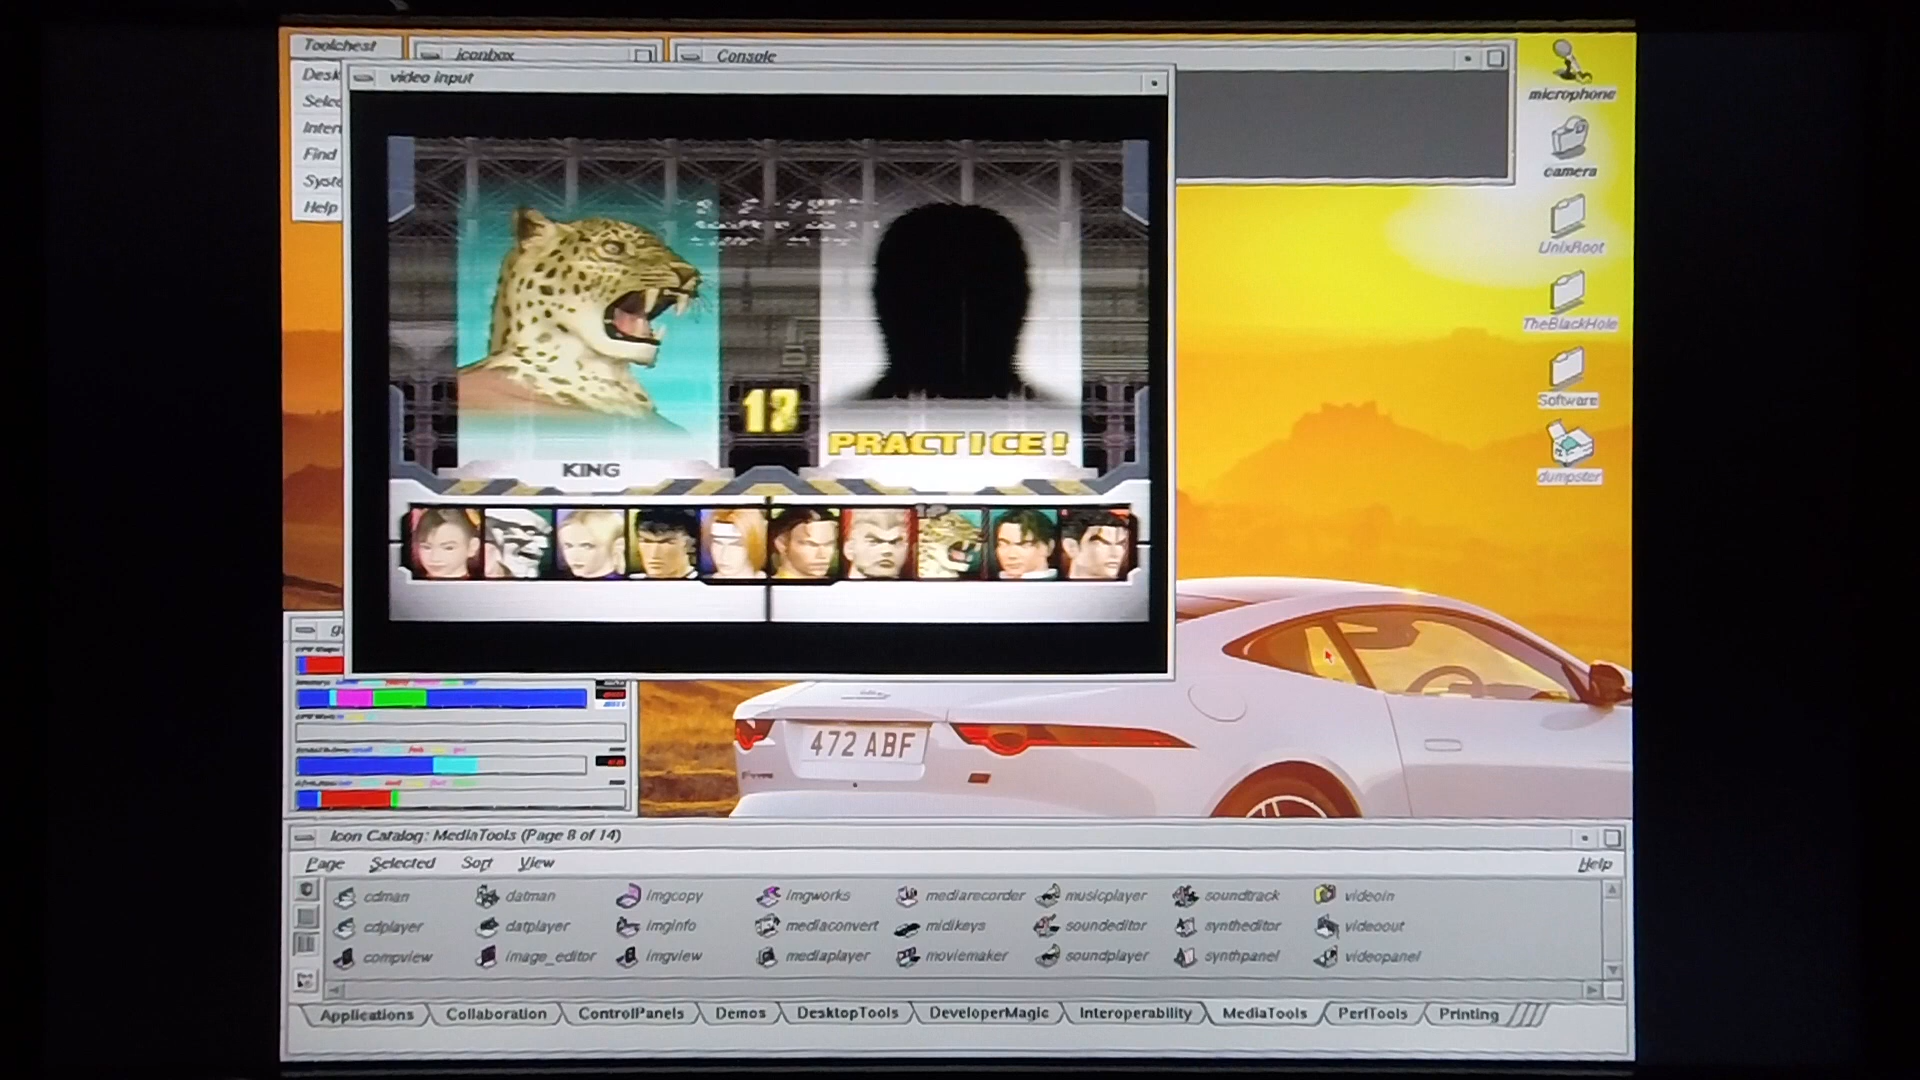 Toolchest
iconbox
Console
Desk
Selec
Intern
Find
Syste
Help
video input
KING
12
PRACTICE!
1P
microphone
camera
UnixRoot
TheBlackHole
Software
dumpster
472 ABF
Icon Catalog: MediaTools (Page 8 of 14)
Page Selected Sort View Help
cdman datman imgcopy imgworks mediarecorder musicplayer soundtrack videoin
cdplayer datplayer imginfo mediaconvert midikeys soundeditor syntheditor videoout
compview image_editor imgview mediaplayer moviemaker soundplayer synthpanel videopanel
Applications Collaboration ControlPanels Demos DesktopTools DeveloperMagic Interoperability MediaTools PerfTools Printing